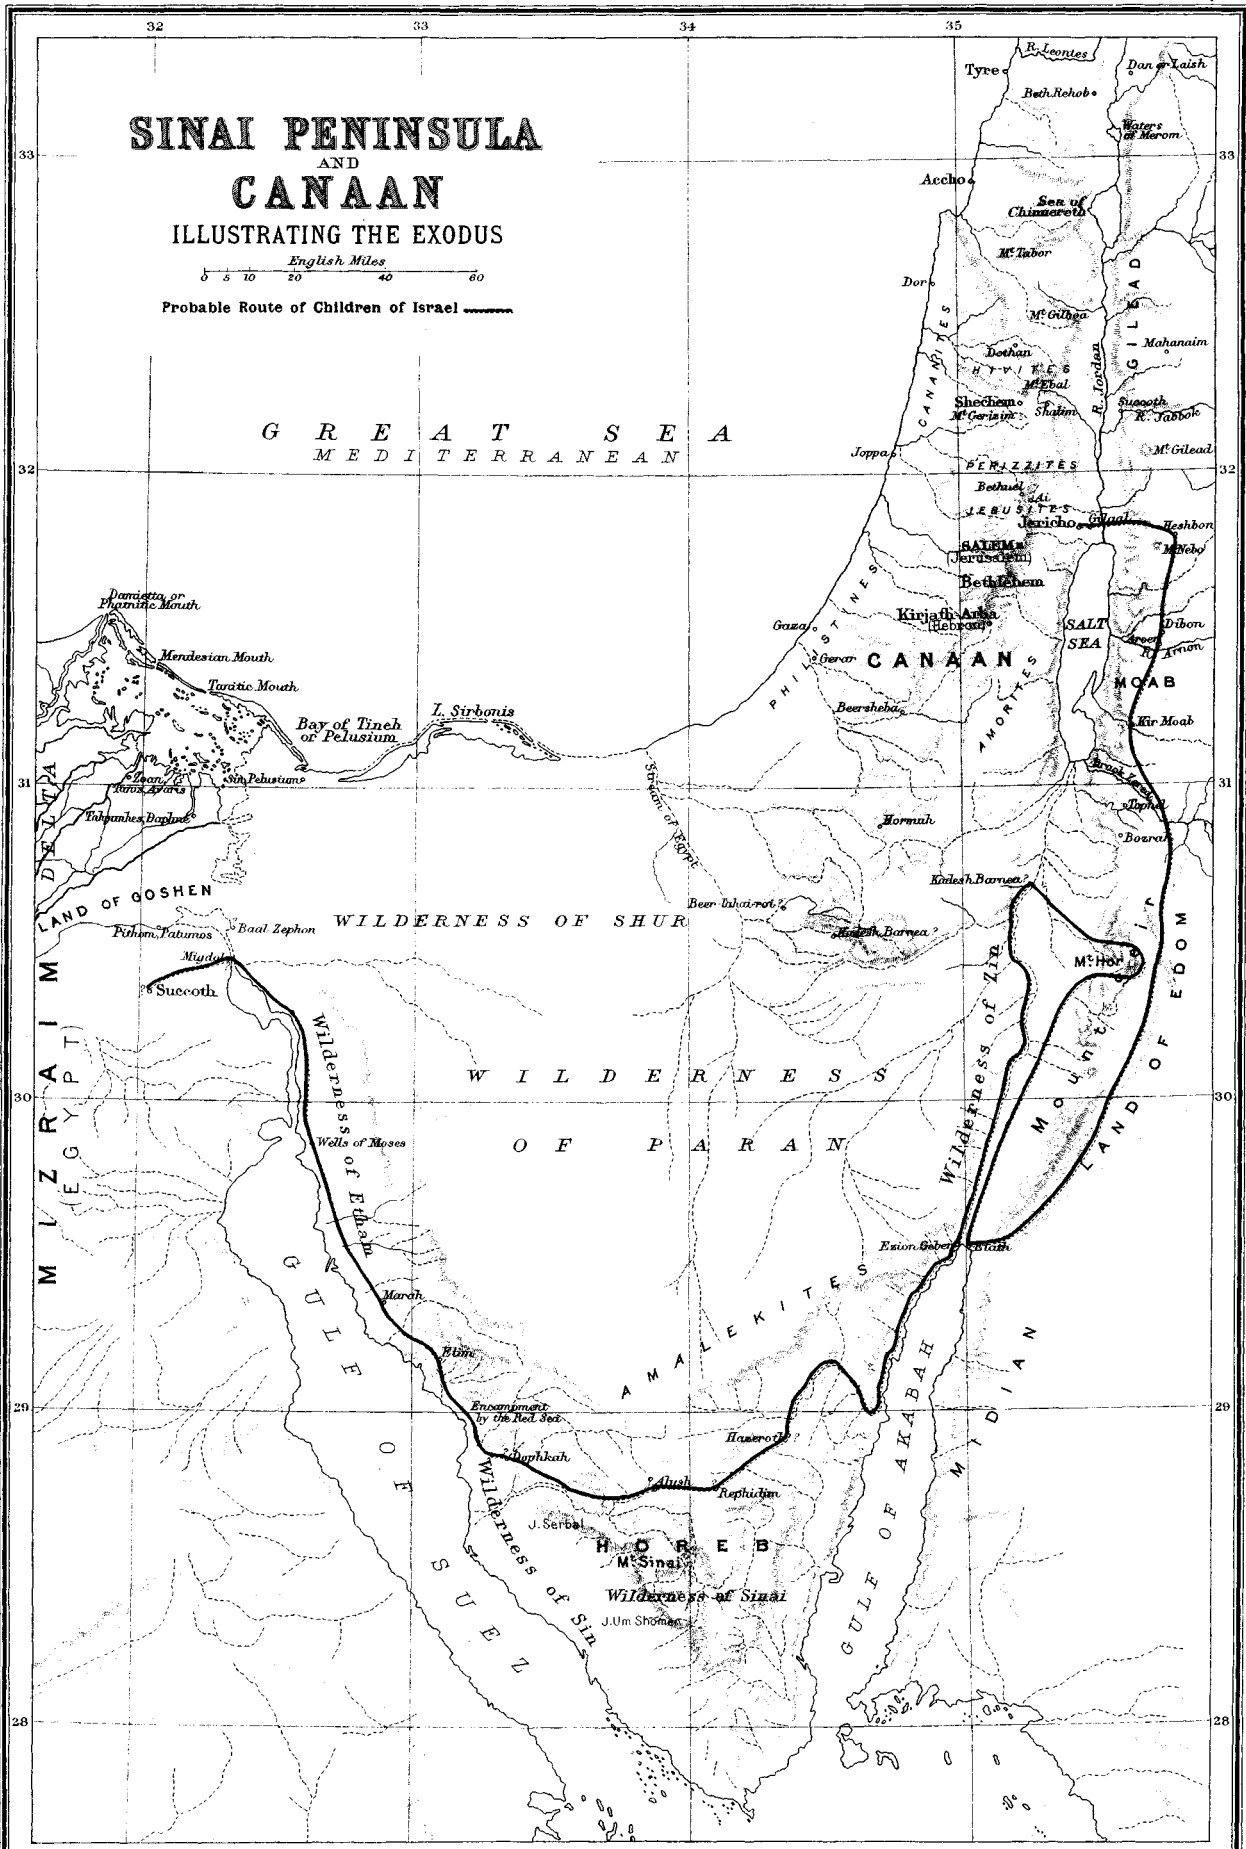 32
33
34
35
SINAI PENINSULA
AND
CANAAN
ILLUSTRATING THE EXODUS
English Miles
0 5 10 20 40 60
Probable Route of Children of Israel
R. Leontes
Tyre
Dan or Laish
Beth Rehob
Waters
of Merom
33
33
Accho
Sea of
Chinnereth
Mt Tabor
Dor
GILEAD
Mt Gilboa
Mahanaim
CANANITES
Dothan
HIVITES
Mt Ebal
R. Jordan
Shechem
Mt Gerizim
Shalim
Succoth
R. Jabbok
GREAT SEA
MEDITERRANEAN
Joppa
Mt Gilead
32
32
PERIZZITES
Bethuel
Ai
JEBUSITES
Jericho
Gilgal
Heshbon
SALEM
(Jerusalem)
Mt Nebo
Bethlehem
Damietta or
Phatnitic Mouth
PHILISTINES
Kirjath-Arba
(Hebron)
Gaza
SALT
SEA
Dibon
Aroer
R. Arnon
Mendesian Mouth
Gerar
CANAAN
Tanitic Mouth
MOAB
Bay of Tineh
or Pelusium
L. Sirbonis
Beersheba
AMORITES
Kir Moab
Zoan
Tanis, Avaris
Sin, Pelusium
31
31
Brook Zered
DELTA
Stream of Egypt
Tophel
Tahpanhes, Daphne
Hormah
Bozrah
Kadesh Barnea?
LAND OF GOSHEN
Beer-lahai-roi?
WILDERNESS OF SHUR
Baal Zephon
Pithom, Patumos
Kadesh Barnea?
Migdol
Mt Hor
Succoth
MIZRAIM
(EGYPT)
Wilderness of Etham
Wilderness of Zin
Mount Seir
LAND OF EDOM
WILDERNESS
OF PARAN
30
30
Wells of Moses
Ezion Geber
Elath
Marah
AMALEKITES
Elim
GULF OF SUEZ
MIDIAN
29
29
Encampment
by the Red Sea
Hazeroth?
Dophkah
Alush
Rephidim
GULF OF AKABAH
Wilderness of Sin
J. Serbal
HOREB
Mt Sinai
Wilderness of Sinai
J. Um Shomer
28
28